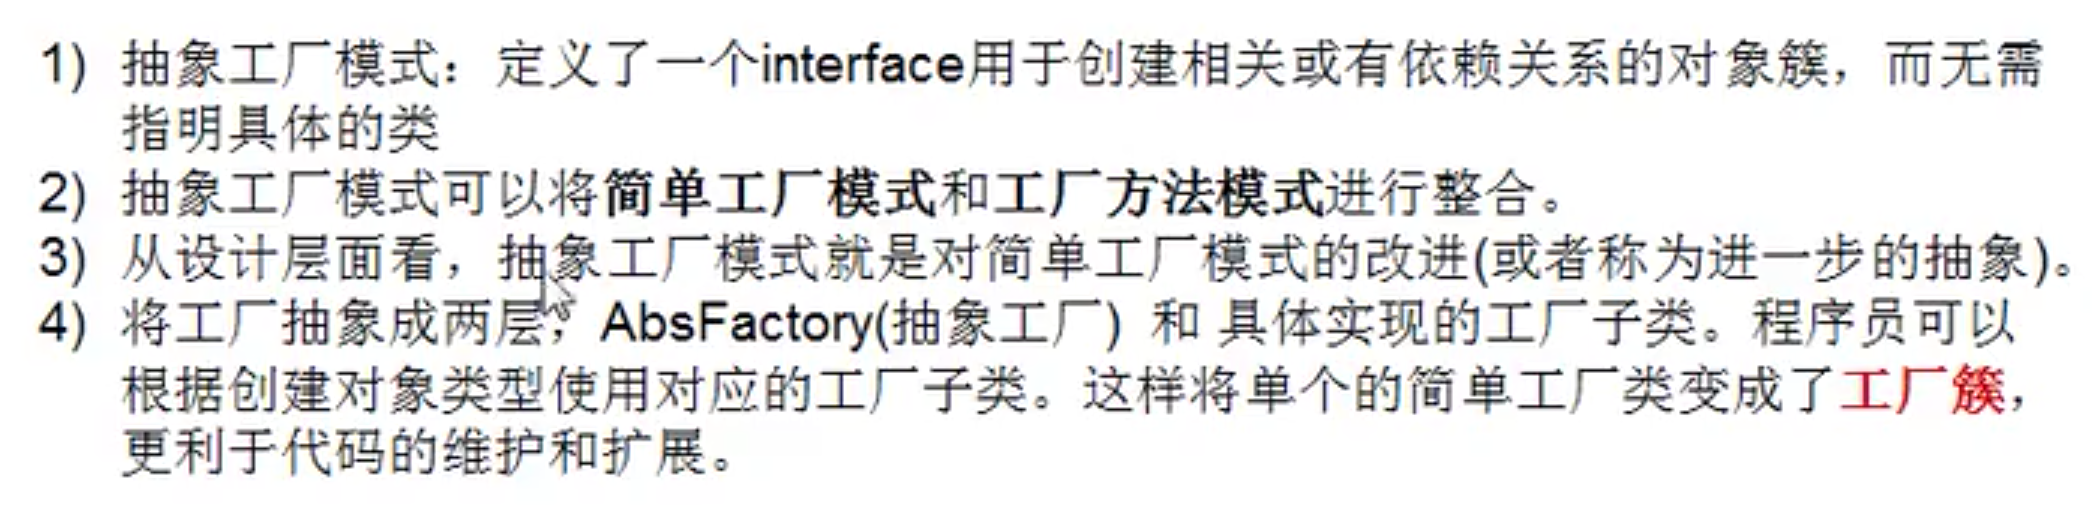 1) 抽象工厂模式：定义了一个interface用于创建相关或有依赖关系的对象簇，而无需
指明具体的类
2) 抽象工厂模式可以将简单工厂模式和工厂方法模式进行整合。
3) 从设计层面看，抽象工厂模式就是对简单工厂模式的改进(或者称为进一步的抽象)。
4) 将工厂抽象成两层，AbsFactory(抽象工厂) 和 具体实现的工厂子类。程序员可以
根据创建对象类型使用对应的工厂子类。这样将单个的简单工厂类变成了工厂簇，
更利于代码的维护和扩展。